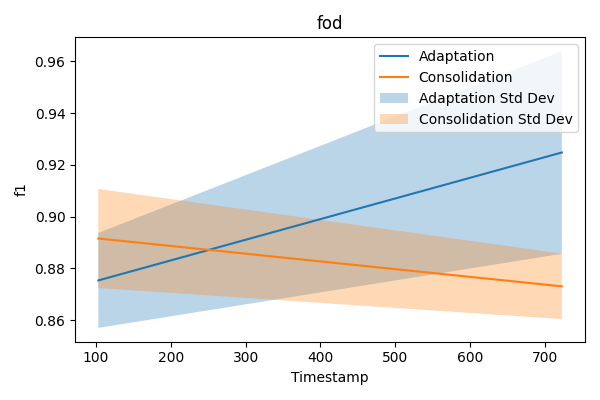 fod
Adaptation
Consolidation
Adaptation Std Dev
Consolidation Std Dev
0.96
0.94
0.92
0.90
0.88
0.86
f1
100 200 300 400 500 600 700
Timestamp